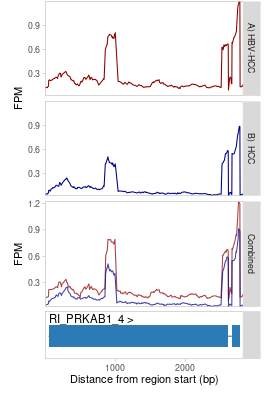 0.9
0.6
0.3
FPM
A) HBV-HCC
0.9
0.6
0.3
B) HCC
1.2
0.9
0.6
0.3
FPM
Combined
RI_PRKAB1_4 >
1000 2000
Distance from region start (bp)